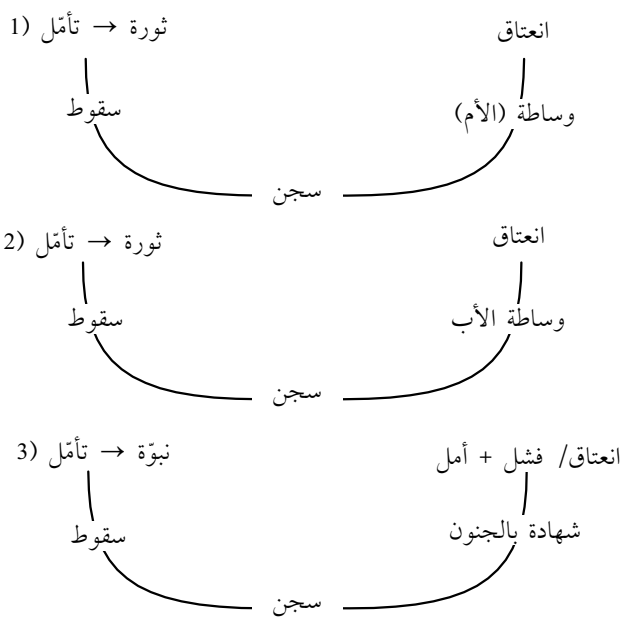 1) تأمّل → ثورة
انعتاق
سقوط
وساطة (الأم)
سجن
2) تأمّل → ثورة
انعتاق
سقوط
وساطة الأب
سجن
3) تأمّل → نبوّة
انعتاق/ فشل + أمل
سقوط
شهادة بالجنون
سجن